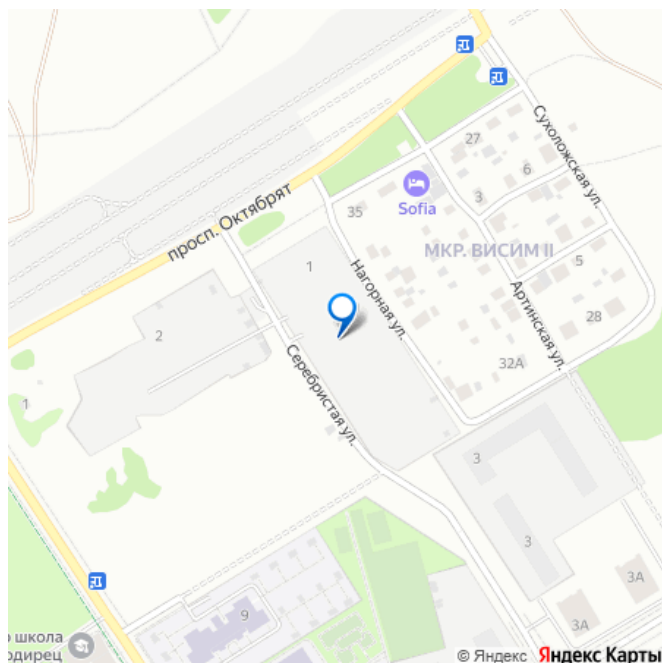 Сухоложская ул.
27
6
3
Sofia
35
просп. Октябрят
МКР. ВИСИМ II
5
1
Нагорная ул.
Артинская ул.
28
2
Серебристая ул.
32А
1
3
3
3А
9
3А
школа
одирец
© Яндекс
Яндекс Карты